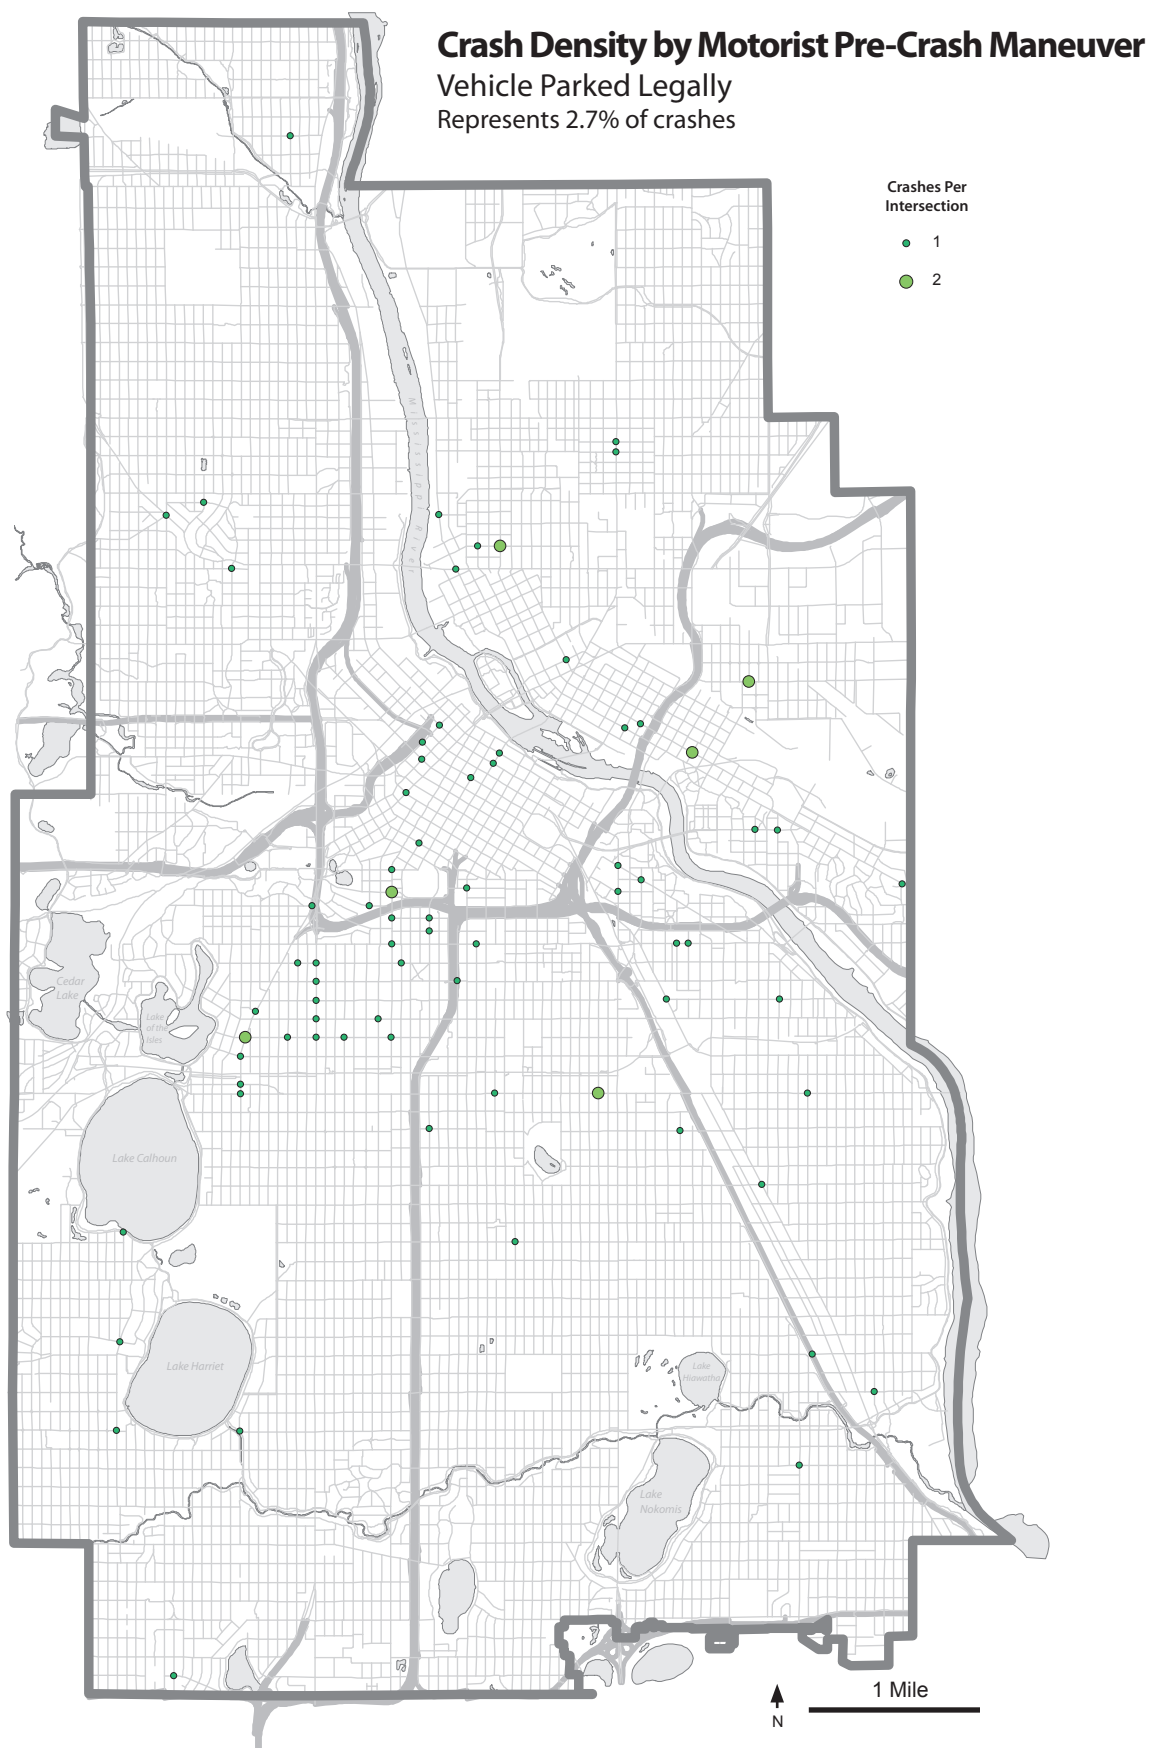 Crash Density by Motorist Pre-Crash Maneuver
Vehicle Parked Legally
Represents 2.7% of crashes
Crashes Per
Intersection
1
2
Mississippi River
Cedar
Lake
Lake
of the
Isles
Lake Calhoun
Lake Harriet
Lake
Hiawatha
Lake
Nokomis
1 Mile
N